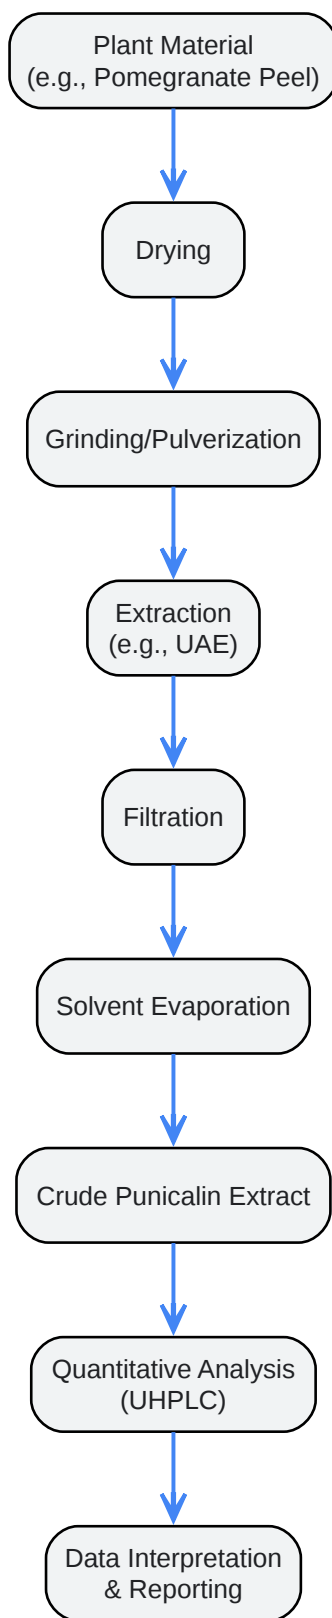 Plant Material
(e.g., Pomegranate Peel)
Drying
Grinding/Pulverization
Extraction
(e.g., UAE)
Filtration
Solvent Evaporation
Crude Punicalin Extract
Quantitative Analysis
(UHPLC)
Data Interpretation
& Reporting